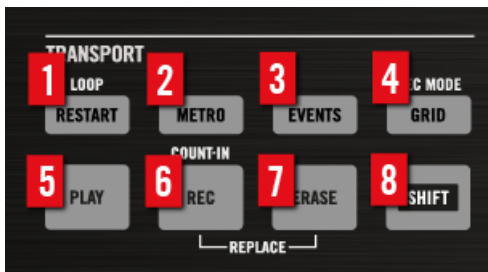 TRANSPORT
1 LOOP 2 3 4 EC MODE
RESTART METRO EVENTS GRID
COUNT-IN
5 PLAY 6 REC 7 ERASE 8 SHIFT
REPLACE